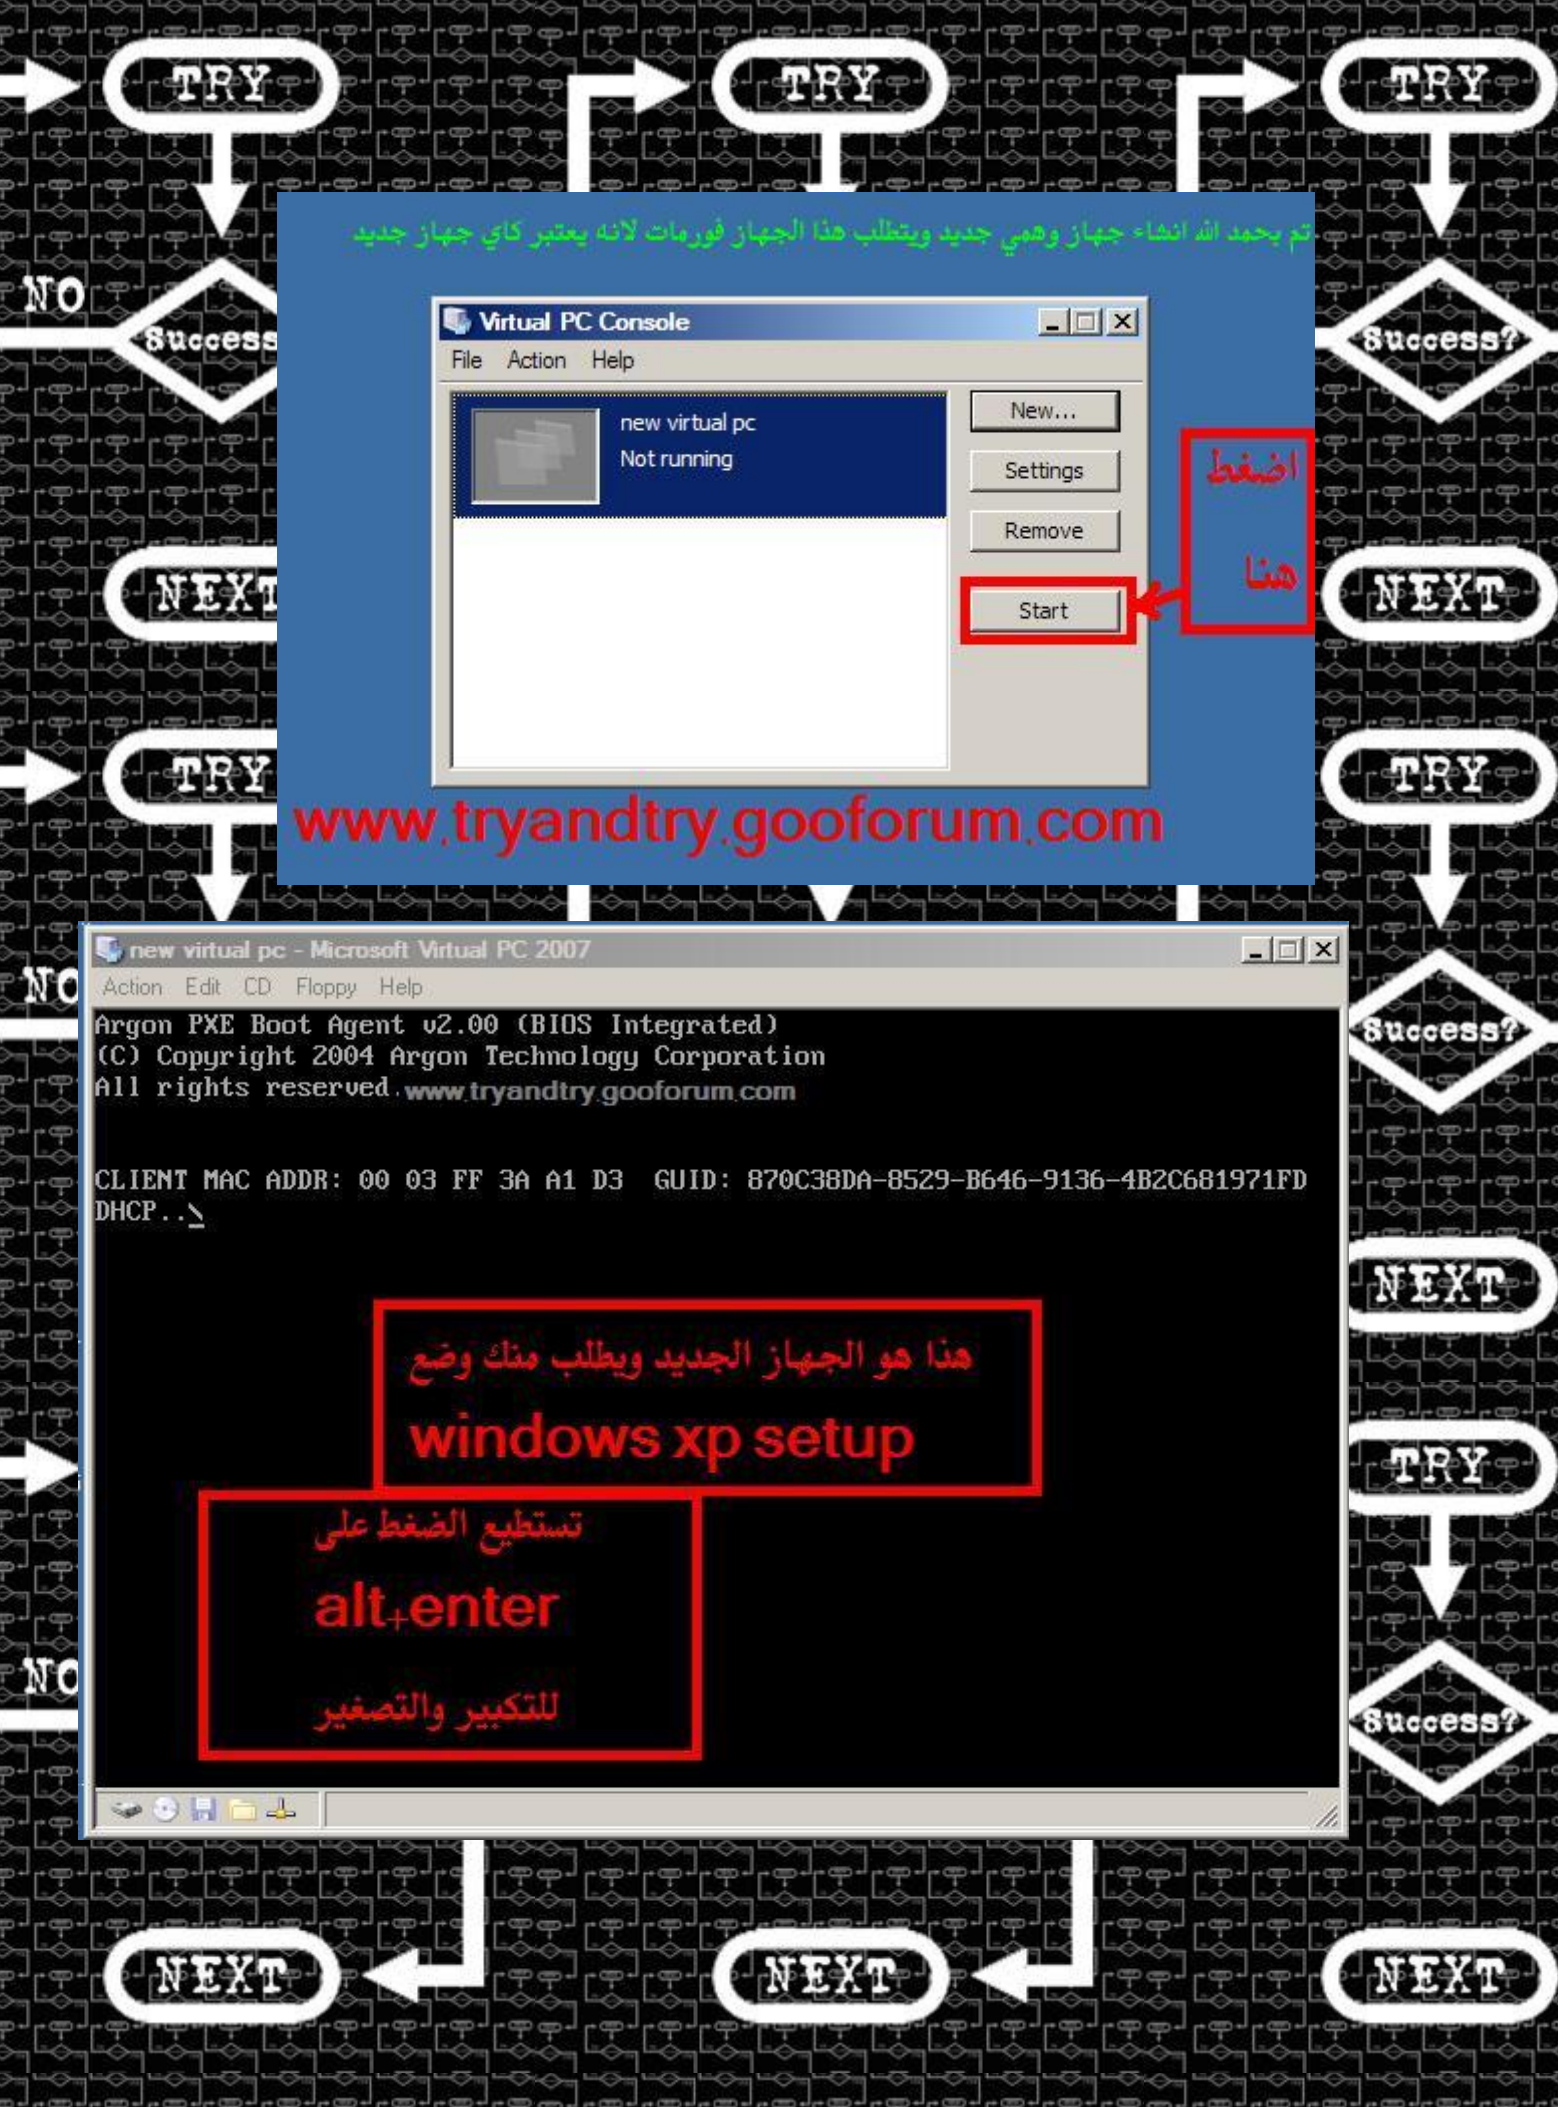 TRY TRY TRY
تم بحمد الله انشاء جهاز وهمي جديد ويتطلب هذا الجهاز فورمات لانه يعتبر كاي جهاز جديد
NO
Success
Success?
Virtual PC Console
File Action Help
new virtual pc
Not running
New...
Settings
Remove
Start
اضغط
هنا
NEXT NEXT
TRY TRY
www.tryandtry.gooforum.com
new virtual pc - Microsoft Virtual PC 2007
Action Edit CD Floppy Help
NO
Success?
Argon PXE Boot Agent v2.00 (BIOS Integrated)
(C) Copyright 2004 Argon Technology Corporation
All rights reserved.www.tryandtry.gooforum.com
CLIENT MAC ADDR: 00 03 FF 3A A1 D3 GUID: 870C38DA-8529-B646-9136-4B2C681971FD
DHCP..\
NEXT
هذا هو الجهاز الجديد ويطلب منك وضع
windows xp setup
TRY
تستطيع الضغط على
alt+enter
للتكبير والتصغير
NO
Success?
NEXT NEXT NEXT